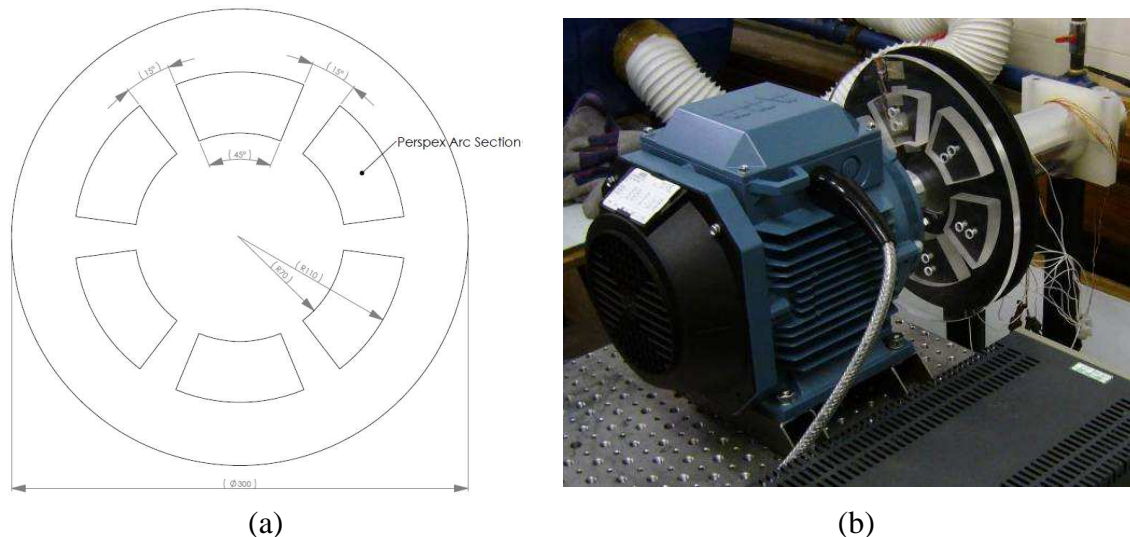 ( 15° )
( 15° )
( 45° )
Perspex Arc Section
( R70 )
( R110 )
( Ø300 )
(a)
(b)